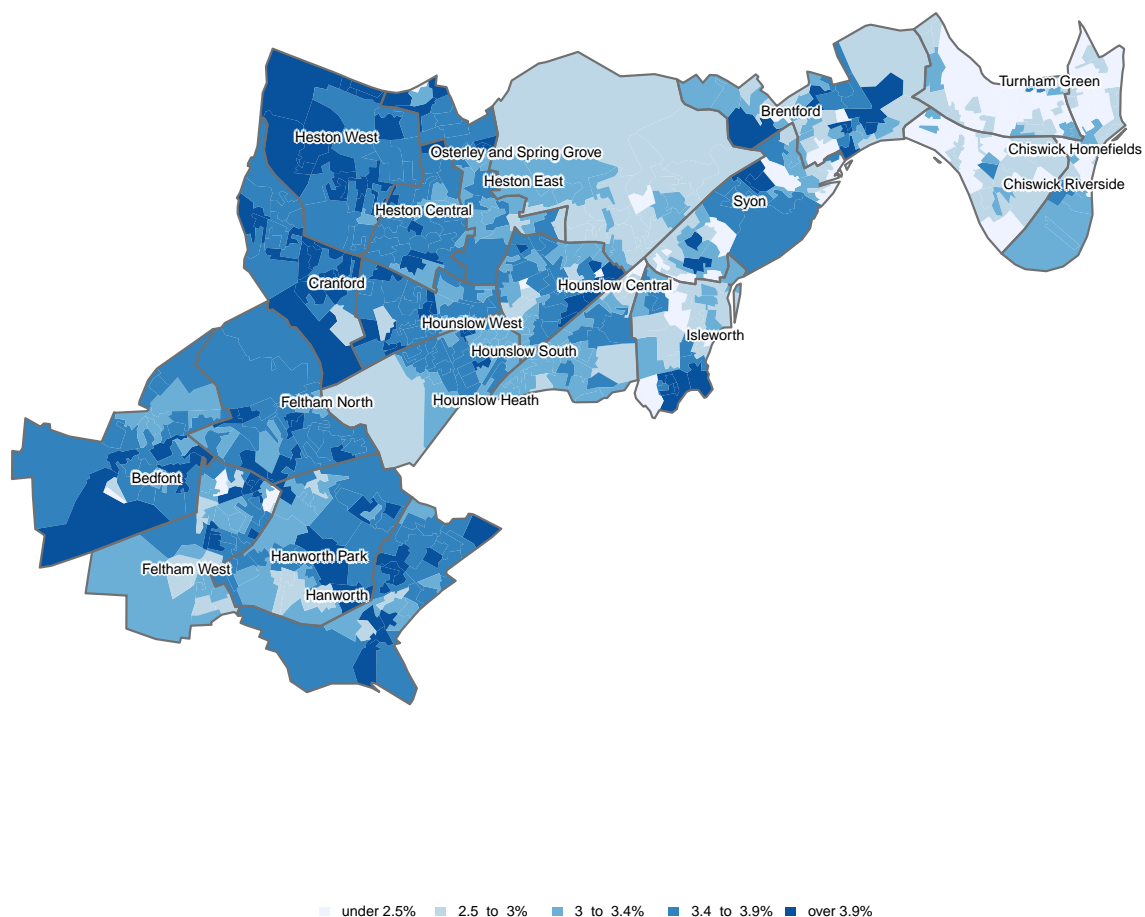 Turnham Green
Brentford
Heston West
Chiswick Homefields
Osterley and Spring Grove
Heston East
Chiswick Riverside
Syon
Heston Central
Cranford
Hounslow Central
Hounslow West
Isleworth
Hounslow South
Feltham North
Hounslow Heath
Bedfont
Hanworth Park
Feltham West
Hanworth
under 2.5% 2.5 to 3% 3 to 3.4% 3.4 to 3.9% over 3.9%